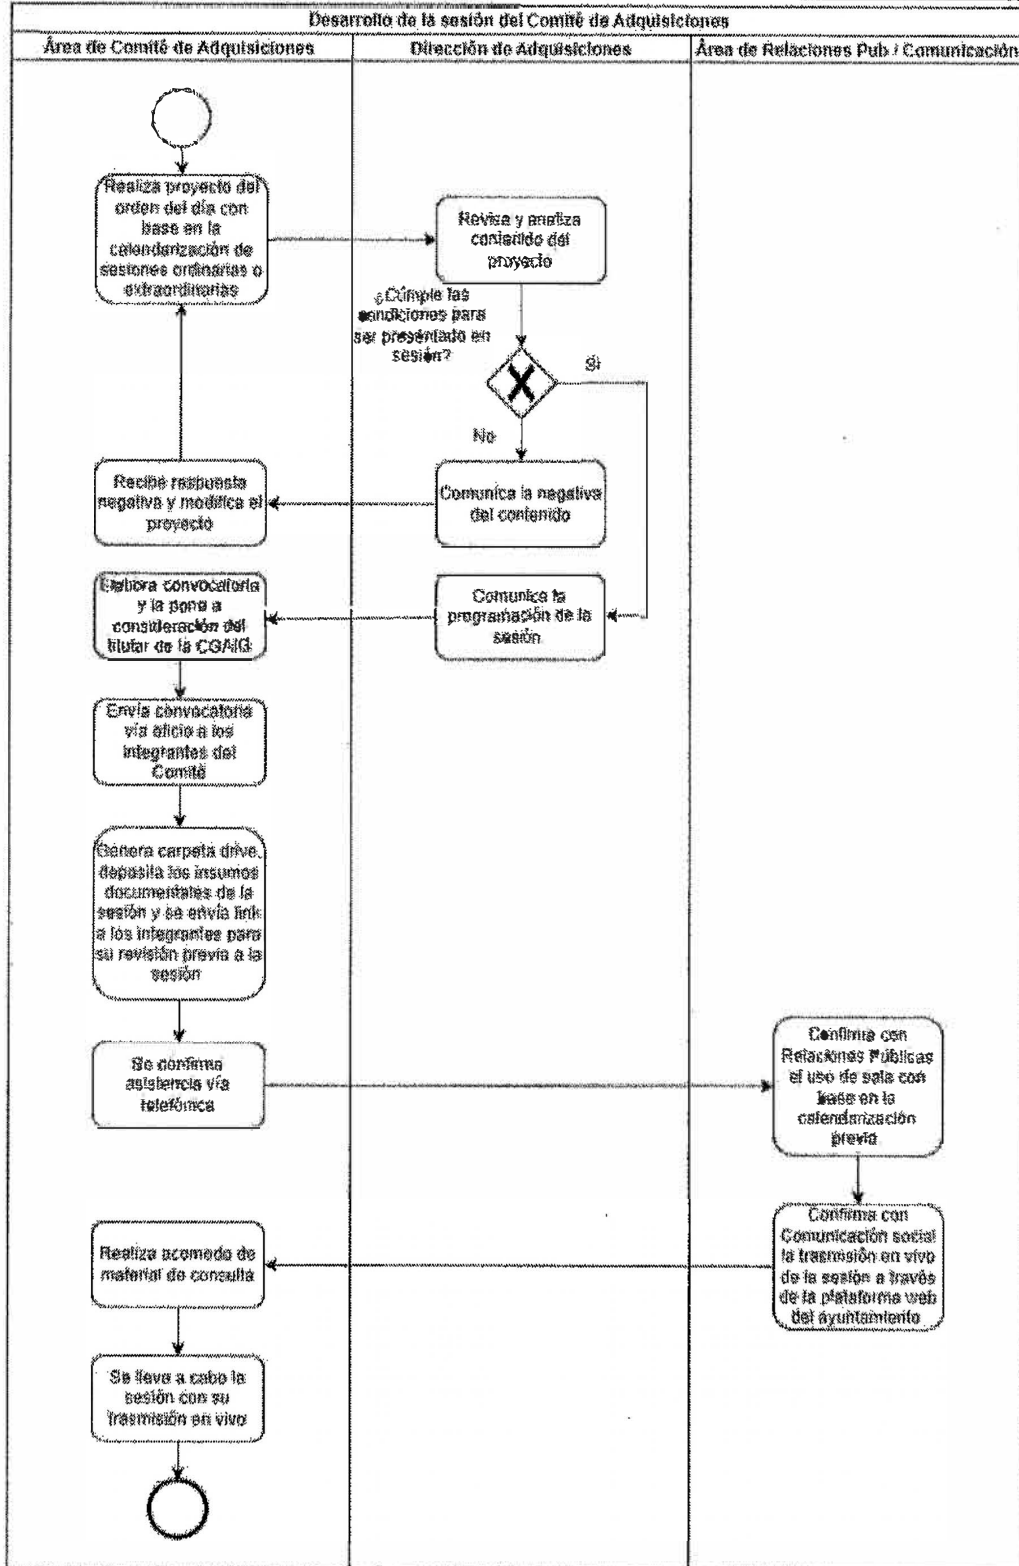 Desarrollo de la sesión del Comité de Adquisiciones
Área de Comité de Adquisiciones
Dirección de Adquisiciones
Área de Relaciones Pub / Comunicación
Realiza proyecto del
orden del día con
base en la
calendarización de
sesiones ordinarias o
extraordinarias
Revisa y analiza
contenido del
proyecto
¿Cumple las
condiciones para
ser presentado en
sesión?
Si
No
Recibe respuesta
negativa y modifica el
proyecto
Comunica la negativa
del contenido
Elabora convocatoria
y la pone a
consideración del
titular de la CGAIG
Comunica la
programación de la
sesión
Envía convocatoria
vía oficio a los
integrantes del
Comité
Genera carpeta drive,
deposita los insumos
documentales de la
sesión y se envía link
a los integrantes para
su revisión previa a la
sesión
Se confirma
asistencia vía
telefónica
Confirma con
Relaciones Públicas
el uso de sala con
base en la
calendarización
previa
Confirma con
Comunicación social
la trasmisión en vivo
de la sesión a través
de la plataforma web
del ayuntamiento
Realiza acomodo de
material de consulta
Se lleva a cabo la
sesión con su
trasmisión en vivo